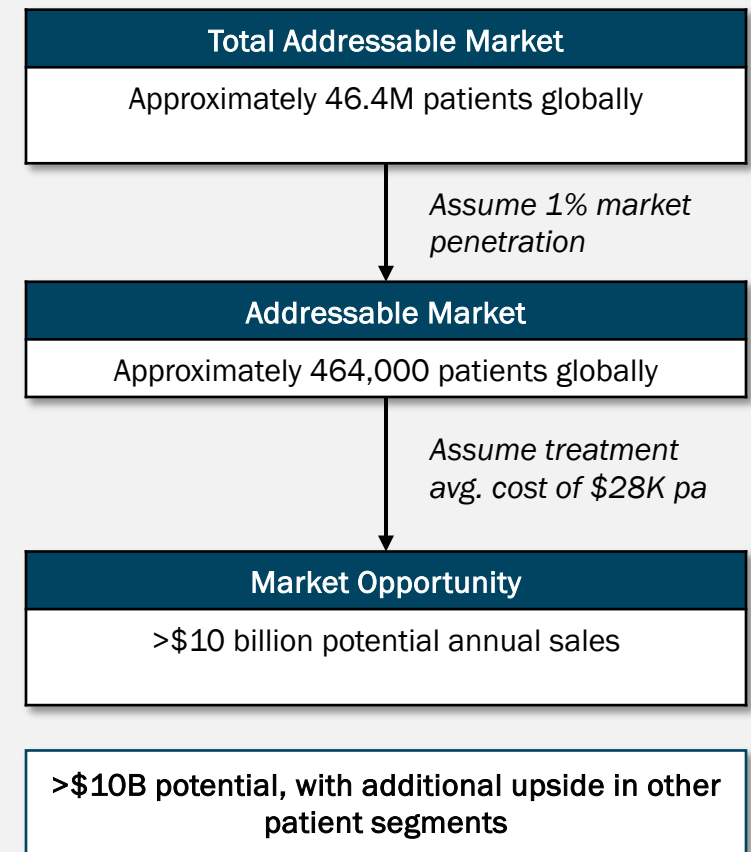 Total Addressable Market
Approximately 46.4M patients globally
Assume 1% market
penetration
Addressable Market
Approximately 464,000 patients globally
Assume treatment
avg. cost of $28K pa
Market Opportunity
>$10 billion potential annual sales
>$10B potential, with additional upside in other
patient segments